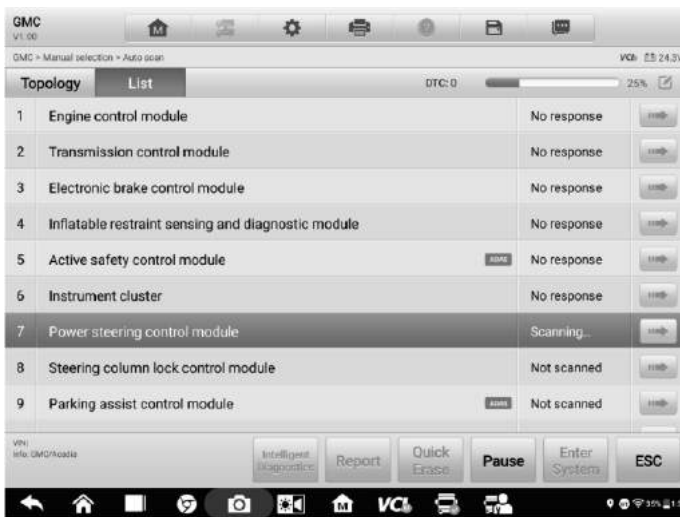 GMC
V1.00
GMC > Manual selection > Auto scan VCI 24.3V
Topology List DTC: 0 25%
1 Engine control module No response
2 Transmission control module No response
3 Electronic brake control module No response
4 Inflatable restraint sensing and diagnostic module No response
5 Active safety control module ADAS No response
6 Instrument cluster No response
7 Power steering control module Scanning...
8 Steering column lock control module Not scanned
9 Parking assist control module ADAS Not scanned
VIN:
Info: GMC/Acadia
Intelligent Diagnostics Report Quick Erase Pause Enter System ESC
VCI 35%